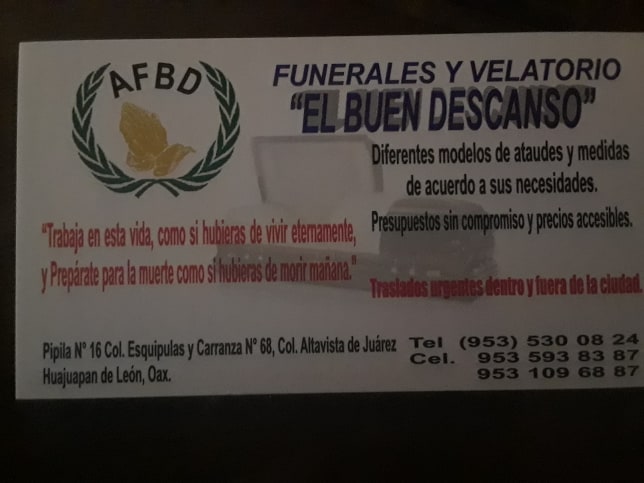 AFBD
FUNERALES Y VELATORIO
"EL BUEN DESCANSO"
Diferentes modelos de ataudes y medidas
de acuerdo a sus necesidades.
Presupuestos sin compromiso y precios accesibles.
"Trabaja en esta vida, como si hubieras de vivir eternamente,
y Prepárate para la muerte como si hubieras de morir mañana."
Traslados urgentes dentro y fuera de la ciudad.
Pipila N° 16 Col. Esquipulas y Carranza N° 68, Col. Altavista de Juárez
Huajuapan de León, Oax.
Tel (953) 530 08 24
Cel. 953 593 83 87
953 109 68 87